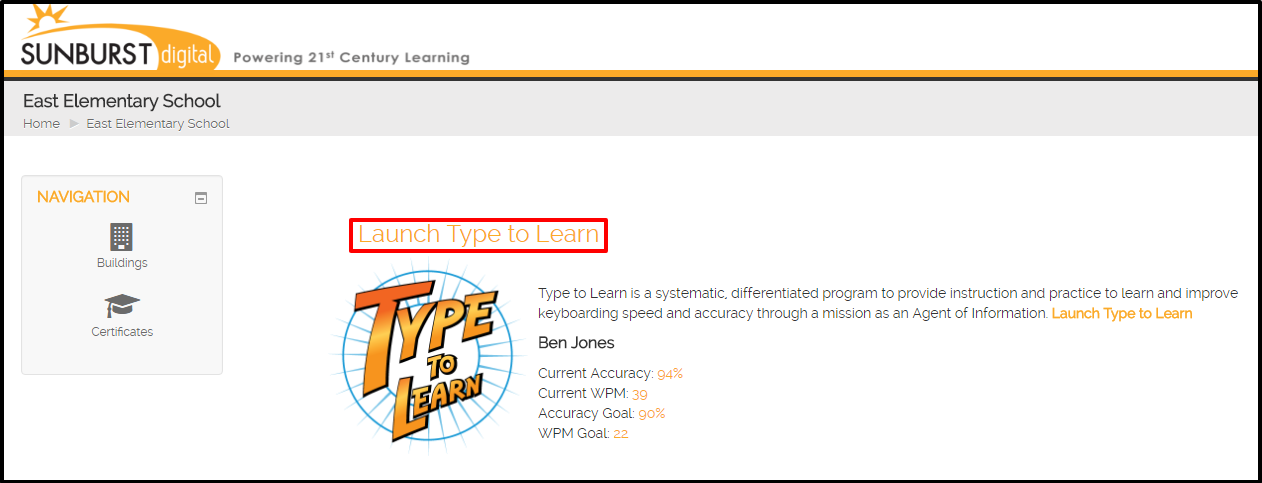 SUNBURST digital Powering 21st Century Learning
East Elementary School
Home ► East Elementary School
NAVIGATION
Buildings
Certificates
Launch Type to Learn
TYPE
TO
LEARN
Type to Learn is a systematic, differentiated program to provide instruction and practice to learn and improve
keyboarding speed and accuracy through a mission as an Agent of Information. Launch Type to Learn
Ben Jones
Current Accuracy: 94%
Current WPM: 39
Accuracy Goal: 90%
WPM Goal: 22